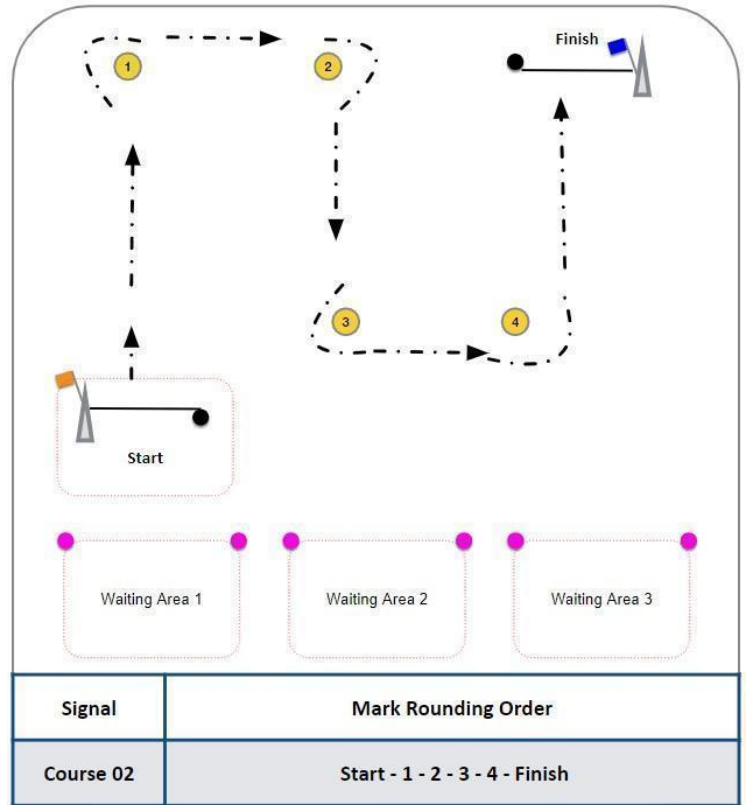 Finish
1
2
3
4
Start
Waiting Area 1
Waiting Area 2
Waiting Area 3
Signal
Mark Rounding Order
Course 02
Start - 1 - 2 - 3 - 4 - Finish